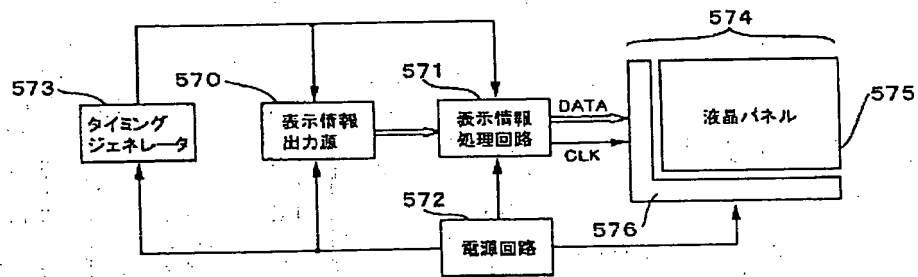 573
タイミング
ジェネレータ
570
表示情報
出力源
571
表示情報
処理回路
DATA
CLK
572
電源回路
574
液晶パネル
575
576